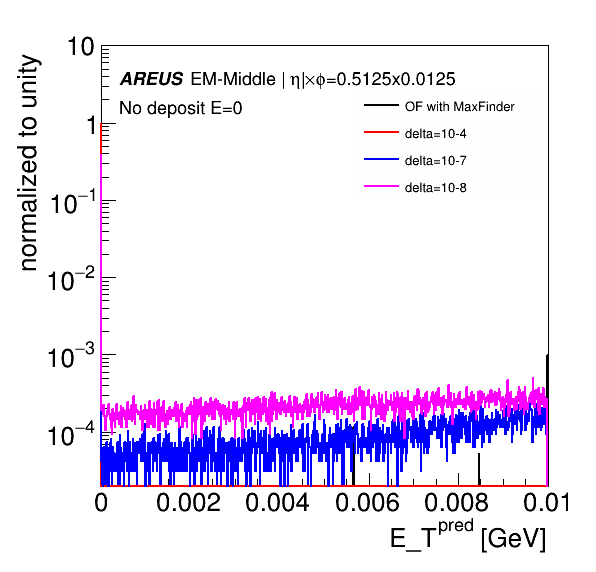 normalized to unity
10
1
10−1
10−2
10−3
10−4
AREUS EM-Middle | η|×ϕ=0.5125x0.0125
No deposit E=0
OF with MaxFinder
delta=10-4
delta=10-7
delta=10-8
0 0.002 0.004 0.006 0.008 0.01
E_Tpred [GeV]